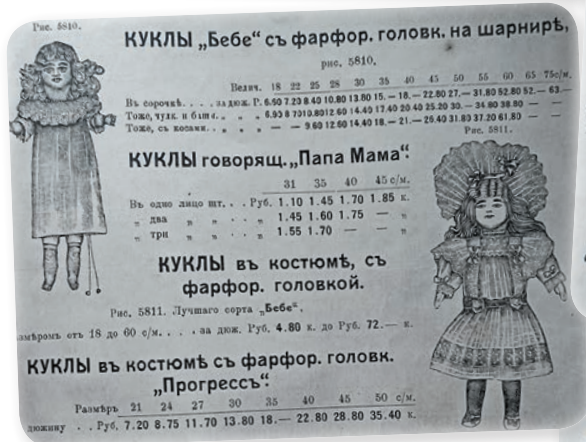 Рис. 5810.
КУКЛЫ „Бебе“ съ фарфор. головк. на шарнирѣ,
рис. 5810.
Велич. 18 22 25 28 30 35 40 45 50 55 60 65 75 с/м.
Въ сорочкѣ. . . . за дюж. Р. 6.50 7.20 8.40 10.80 13.80 15.— 18.— 22.80 27.— 31.80 52.80 52.— 63.—
Тоже, чулк. и башм. „ „ „ 6.90 8 70 10.80 12.60 14.40 17.40 20.40 25.20 30.— 34.80 38.80 — —
Тоже, съ косами. . „ „ „ — — 9.60 12.60 14.40 18.— 21.— 26.40 31.80 37.20 61.80 — —
Рис. 5811.
КУКЛЫ говорящ. „Папа Мама“.
31 35 40 45 с/м.
Въ одно лицо шт. . . Руб. 1.10 1.45 1.70 1.85 к.
„ два „ „ „ 1.45 1.60 1.75 — „
„ три „ „ „ 1.55 1.70 — — „
КУКЛЫ въ костюмѣ, съ
фарфор. головкой.
Рис. 5811. Лучшаго сорта „Бебе“,
змѣромъ отъ 18 до 60 с/м. . . . за дюж. Руб. 4.80 к. до Руб. 72.— к.
КУКЛЫ въ костюмѣ съ фарфор. головк.
„Прогрессъ“.
Размѣръ 21 24 27 30 35 40 45 50 с/м.
дюжину . . Руб. 7.20 8.75 11.70 13.80 18.— 22.80 28.80 35.40 к.